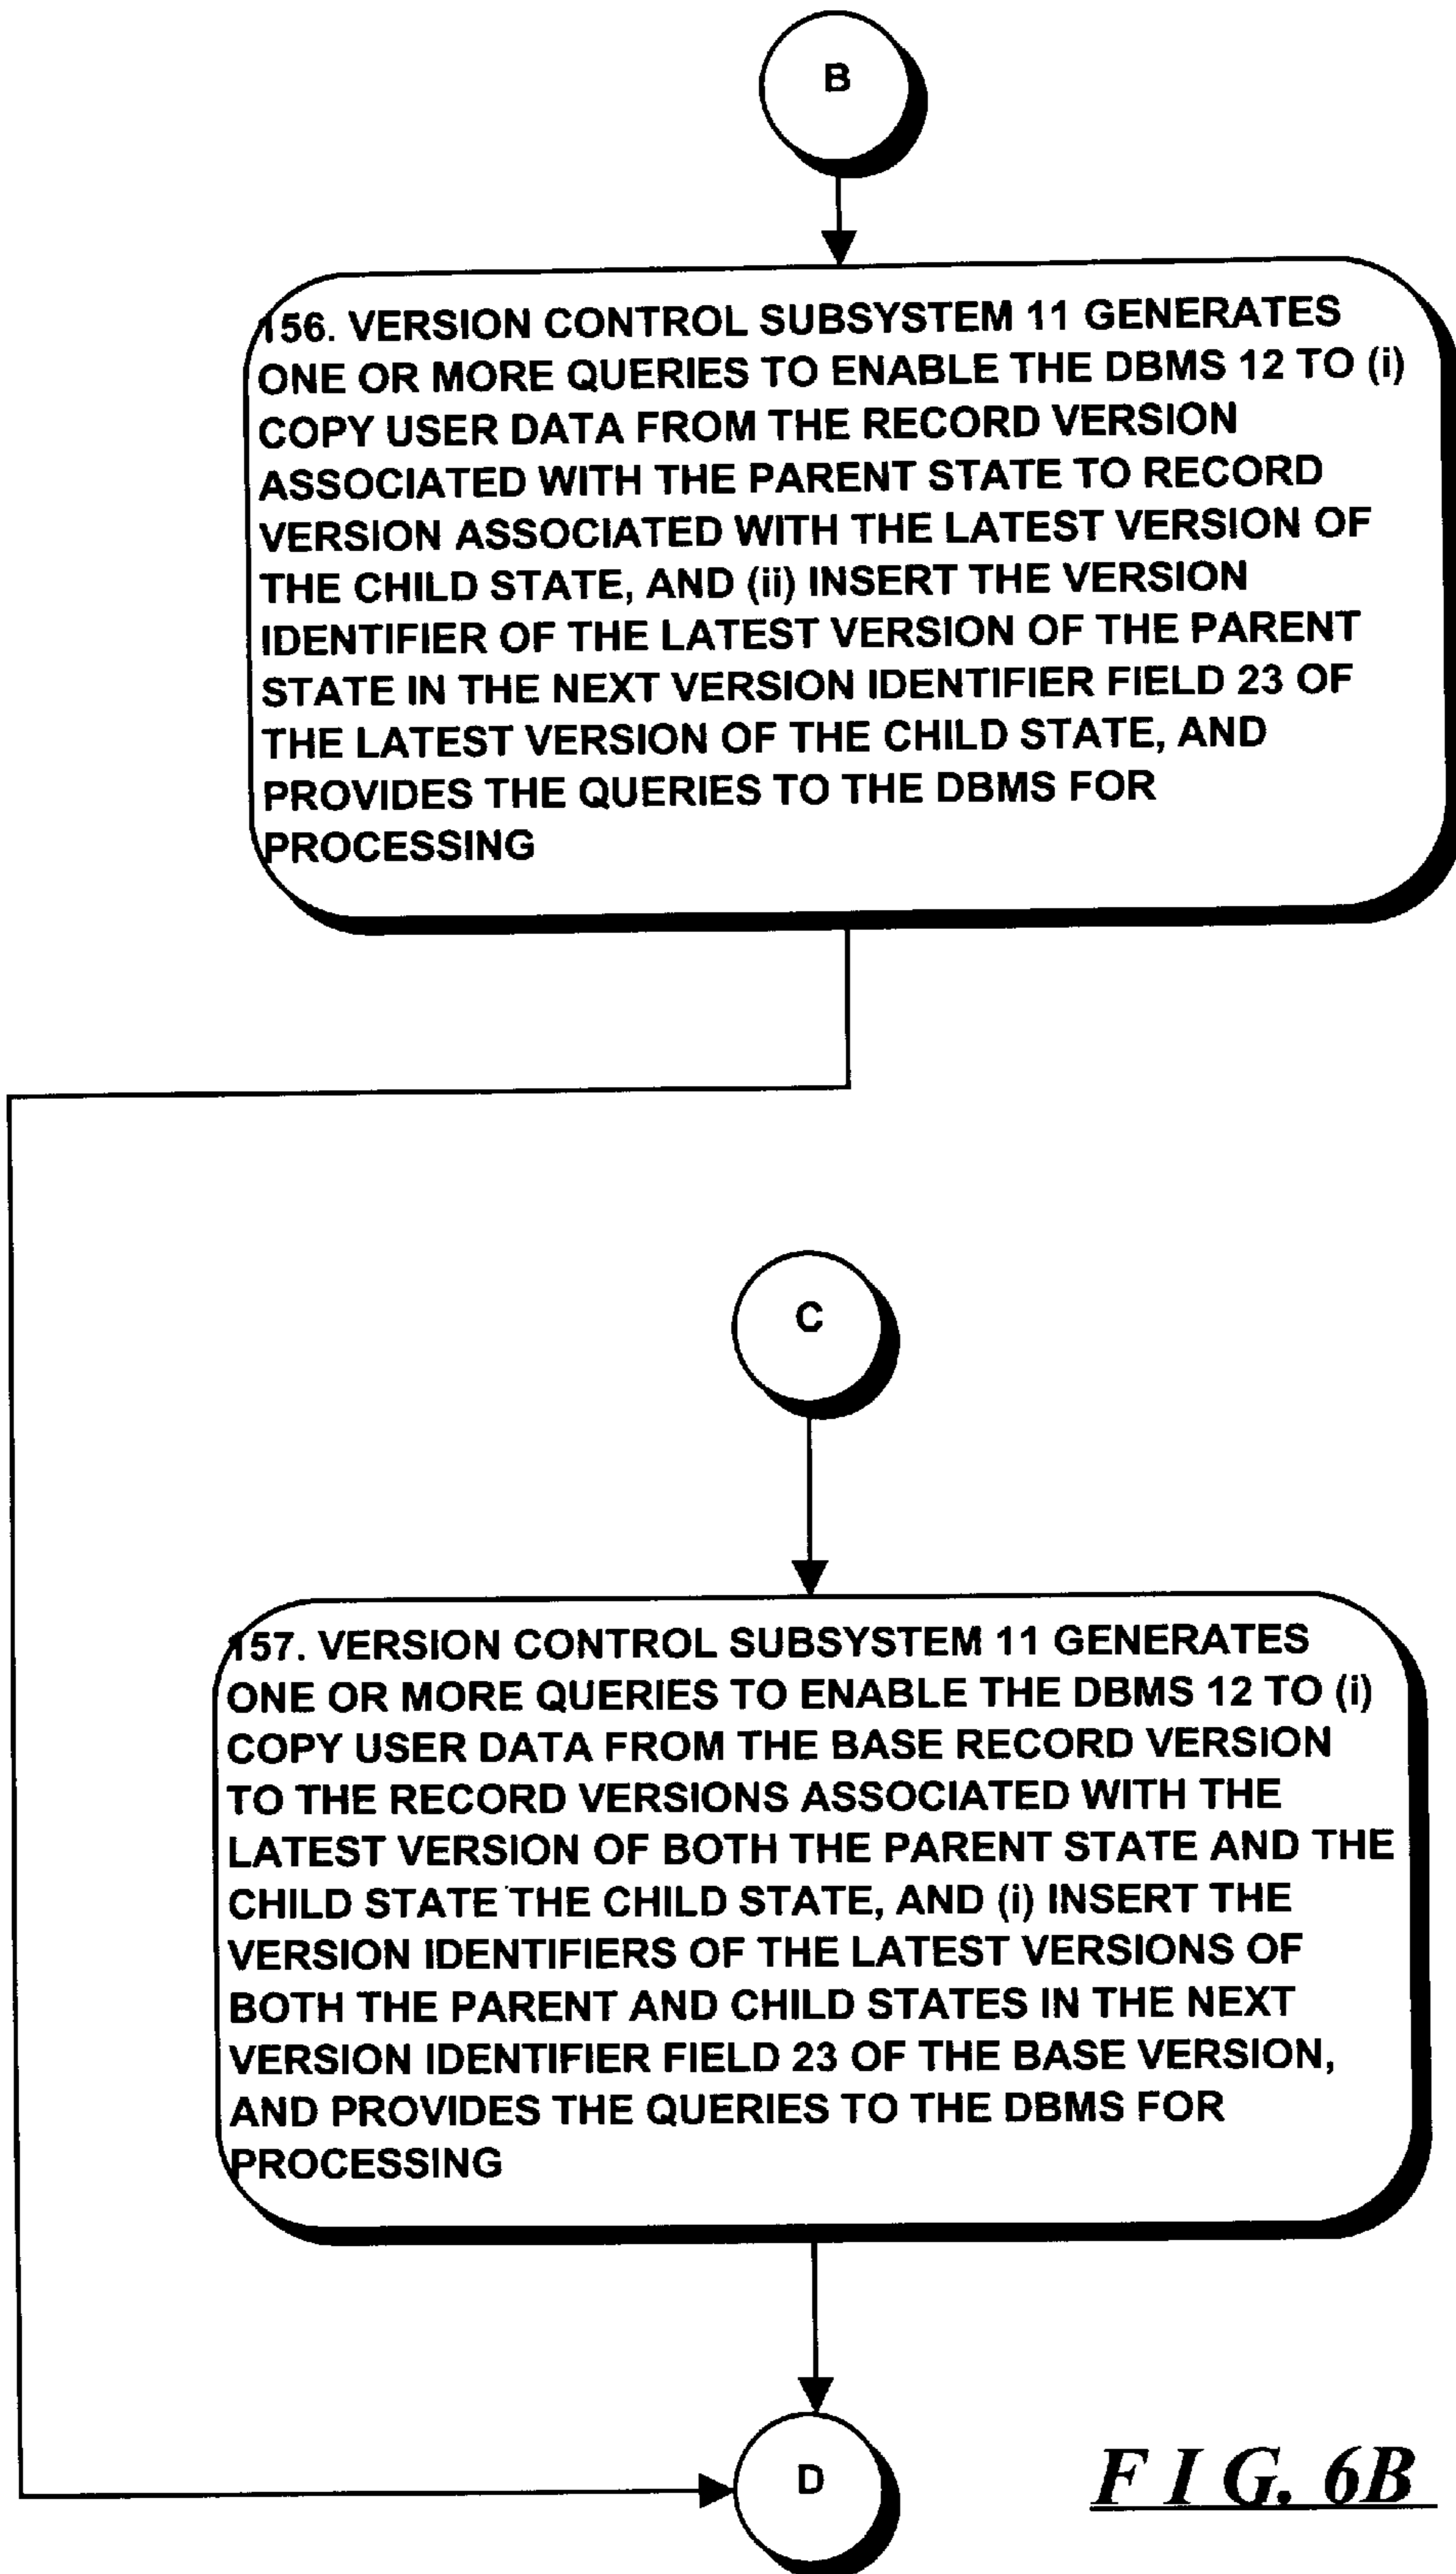 B
156. VERSION CONTROL SUBSYSTEM 11 GENERATES
ONE OR MORE QUERIES TO ENABLE THE DBMS 12 TO (i)
COPY USER DATA FROM THE RECORD VERSION
ASSOCIATED WITH THE PARENT STATE TO RECORD
VERSION ASSOCIATED WITH THE LATEST VERSION OF
THE CHILD STATE, AND (ii) INSERT THE VERSION
IDENTIFIER OF THE LATEST VERSION OF THE PARENT
STATE IN THE NEXT VERSION IDENTIFIER FIELD 23 OF
THE LATEST VERSION OF THE CHILD STATE, AND
PROVIDES THE QUERIES TO THE DBMS FOR
PROCESSING
C
157. VERSION CONTROL SUBSYSTEM 11 GENERATES
ONE OR MORE QUERIES TO ENABLE THE DBMS 12 TO (i)
COPY USER DATA FROM THE BASE RECORD VERSION
TO THE RECORD VERSIONS ASSOCIATED WITH THE
LATEST VERSION OF BOTH THE PARENT STATE AND THE
CHILD STATE THE CHILD STATE, AND (i) INSERT THE
VERSION IDENTIFIERS OF THE LATEST VERSIONS OF
BOTH THE PARENT AND CHILD STATES IN THE NEXT
VERSION IDENTIFIER FIELD 23 OF THE BASE VERSION,
AND PROVIDES THE QUERIES TO THE DBMS FOR
PROCESSING
D
FIG. 6B